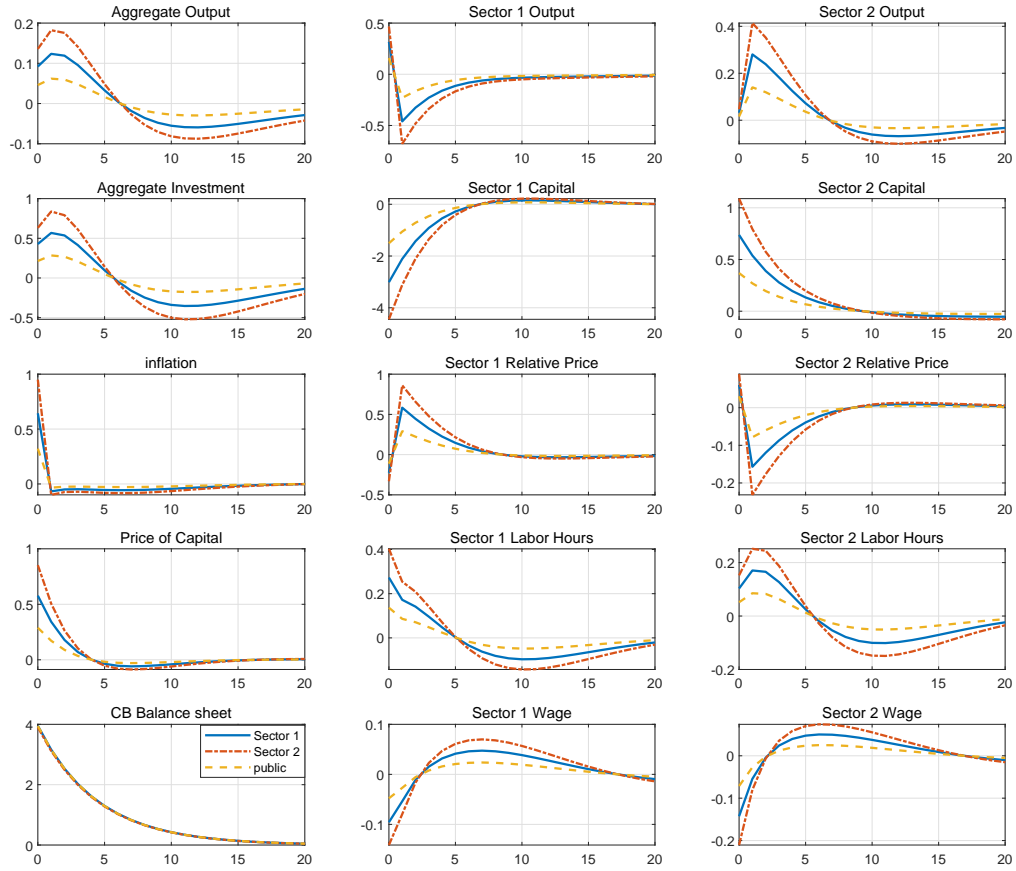 Aggregate Output
0.2
0.1
0
-0.1
0 5 10 15 20
Sector 1 Output
0.5
0
-0.5
0 5 10 15 20
Sector 2 Output
0.4
0.2
0
0 5 10 15 20
Aggregate Investment
1
0.5
0
-0.5
0 5 10 15 20
Sector 1 Capital
0
-2
-4
0 5 10 15 20
Sector 2 Capital
1
0.5
0
0 5 10 15 20
inflation
1
0.5
0
0 5 10 15 20
Sector 1 Relative Price
1
0.5
0
-0.5
0 5 10 15 20
Sector 2 Relative Price
0
-0.1
-0.2
0 5 10 15 20
Price of Capital
1
0.5
0
0 5 10 15 20
Sector 1 Labor Hours
0.4
0.2
0
0 5 10 15 20
Sector 2 Labor Hours
0.2
0
-0.2
0 5 10 15 20
CB Balance sheet
4
2
0
0 5 10 15 20
Sector 1
Sector 2
public
Sector 1 Wage
0.1
0
-0.1
0 5 10 15 20
Sector 2 Wage
0
-0.1
-0.2
0 5 10 15 20